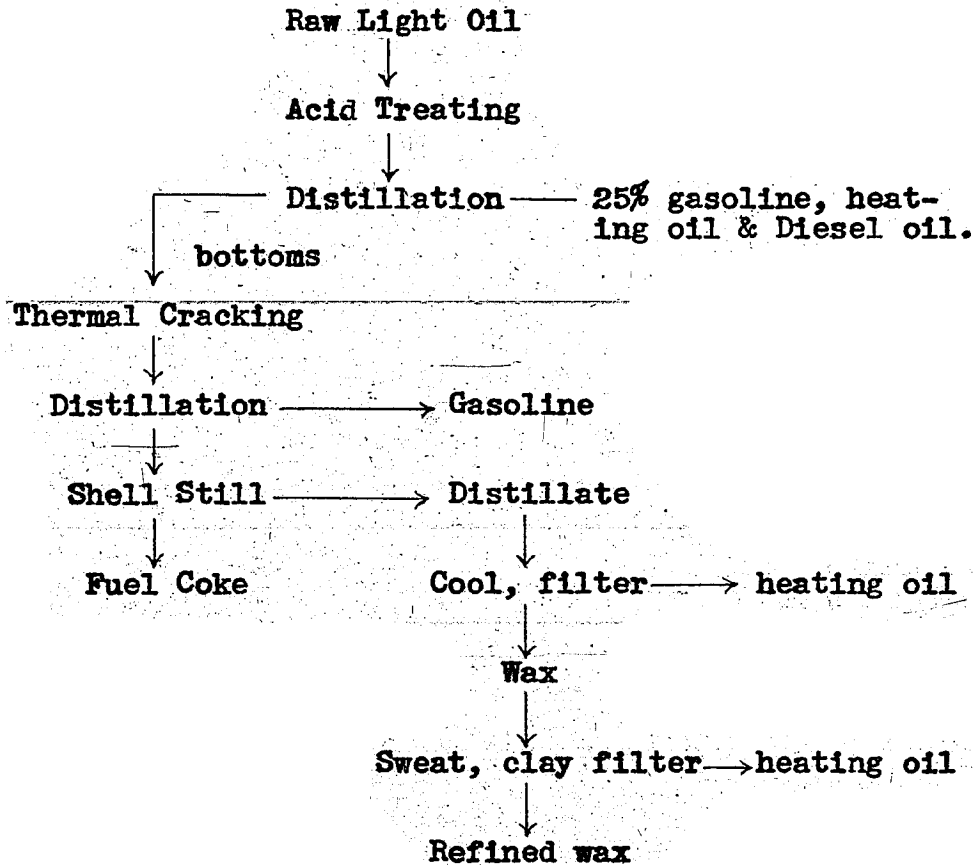 Raw Light Oil
Acid Treating
Distillation
25% gasoline, heat-
ing oil & Diesel oil.
bottoms
Thermal Cracking
Distillation
Gasoline
Shell Still
Distillate
Fuel Coke
Cool, filter
heating oil
Wax
Sweat, clay filter
heating oil
Refined wax